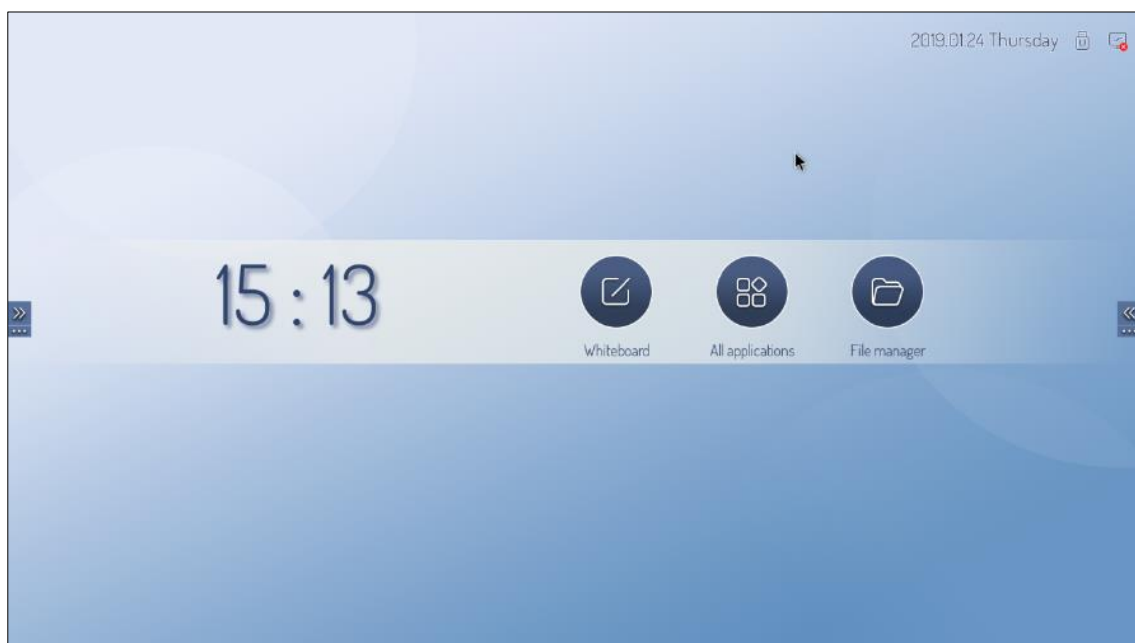 2019.01.24 Thursday
15 : 13
Whiteboard
All applications
File manager